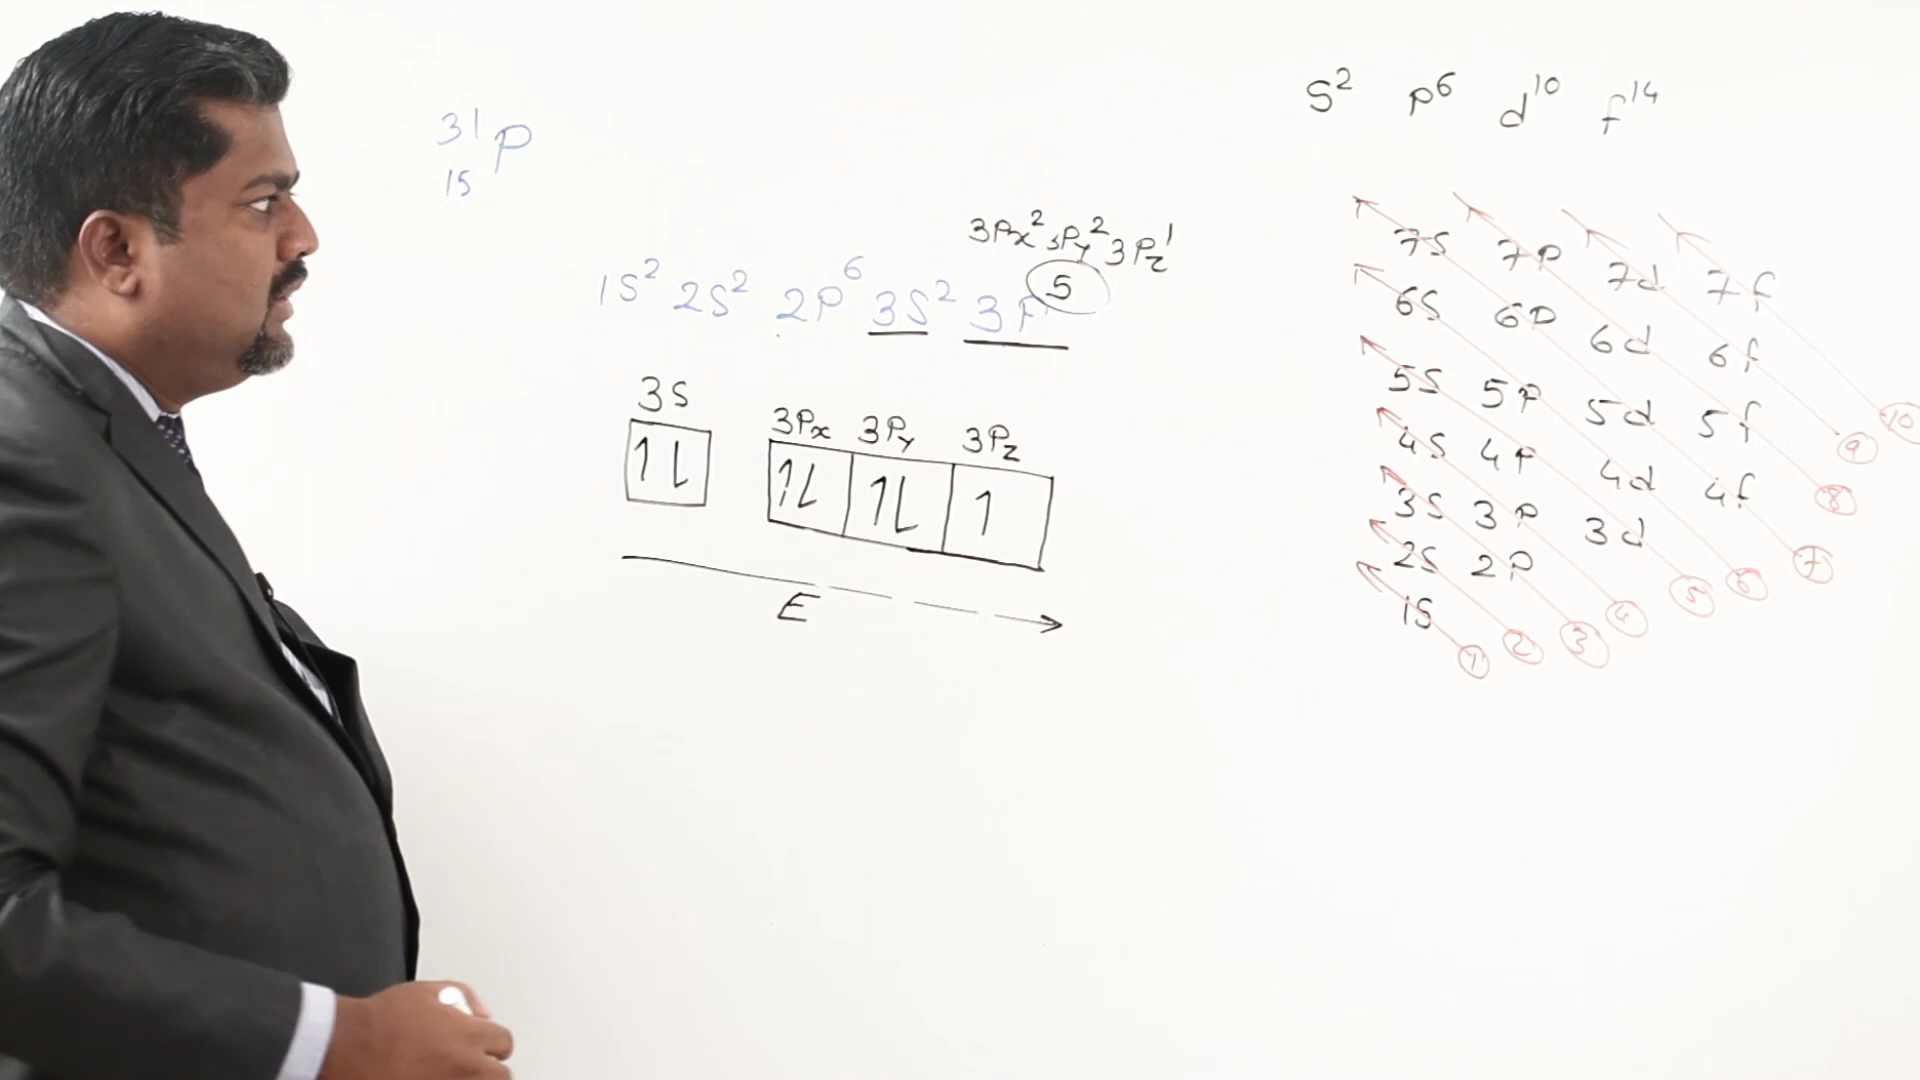 S² P⁶ d¹⁰ f¹⁴
³¹₁₅P
3Px² 3Py² 3Pz¹
1S² 2S² 2P⁶ 3S² 3P⁵
3S
3Px 3Py 3Pz
1L 1L 1L 1
E
7S 7P 7d 7f
6S 6P 6d 6f
5S 5P 5d 5f
4S 4P 4d 4f
3S 3P 3d
2S 2P
1S
① ② ③ ④ ⑤ ⑥ ⑦ ⑧ ⑨ ⑩